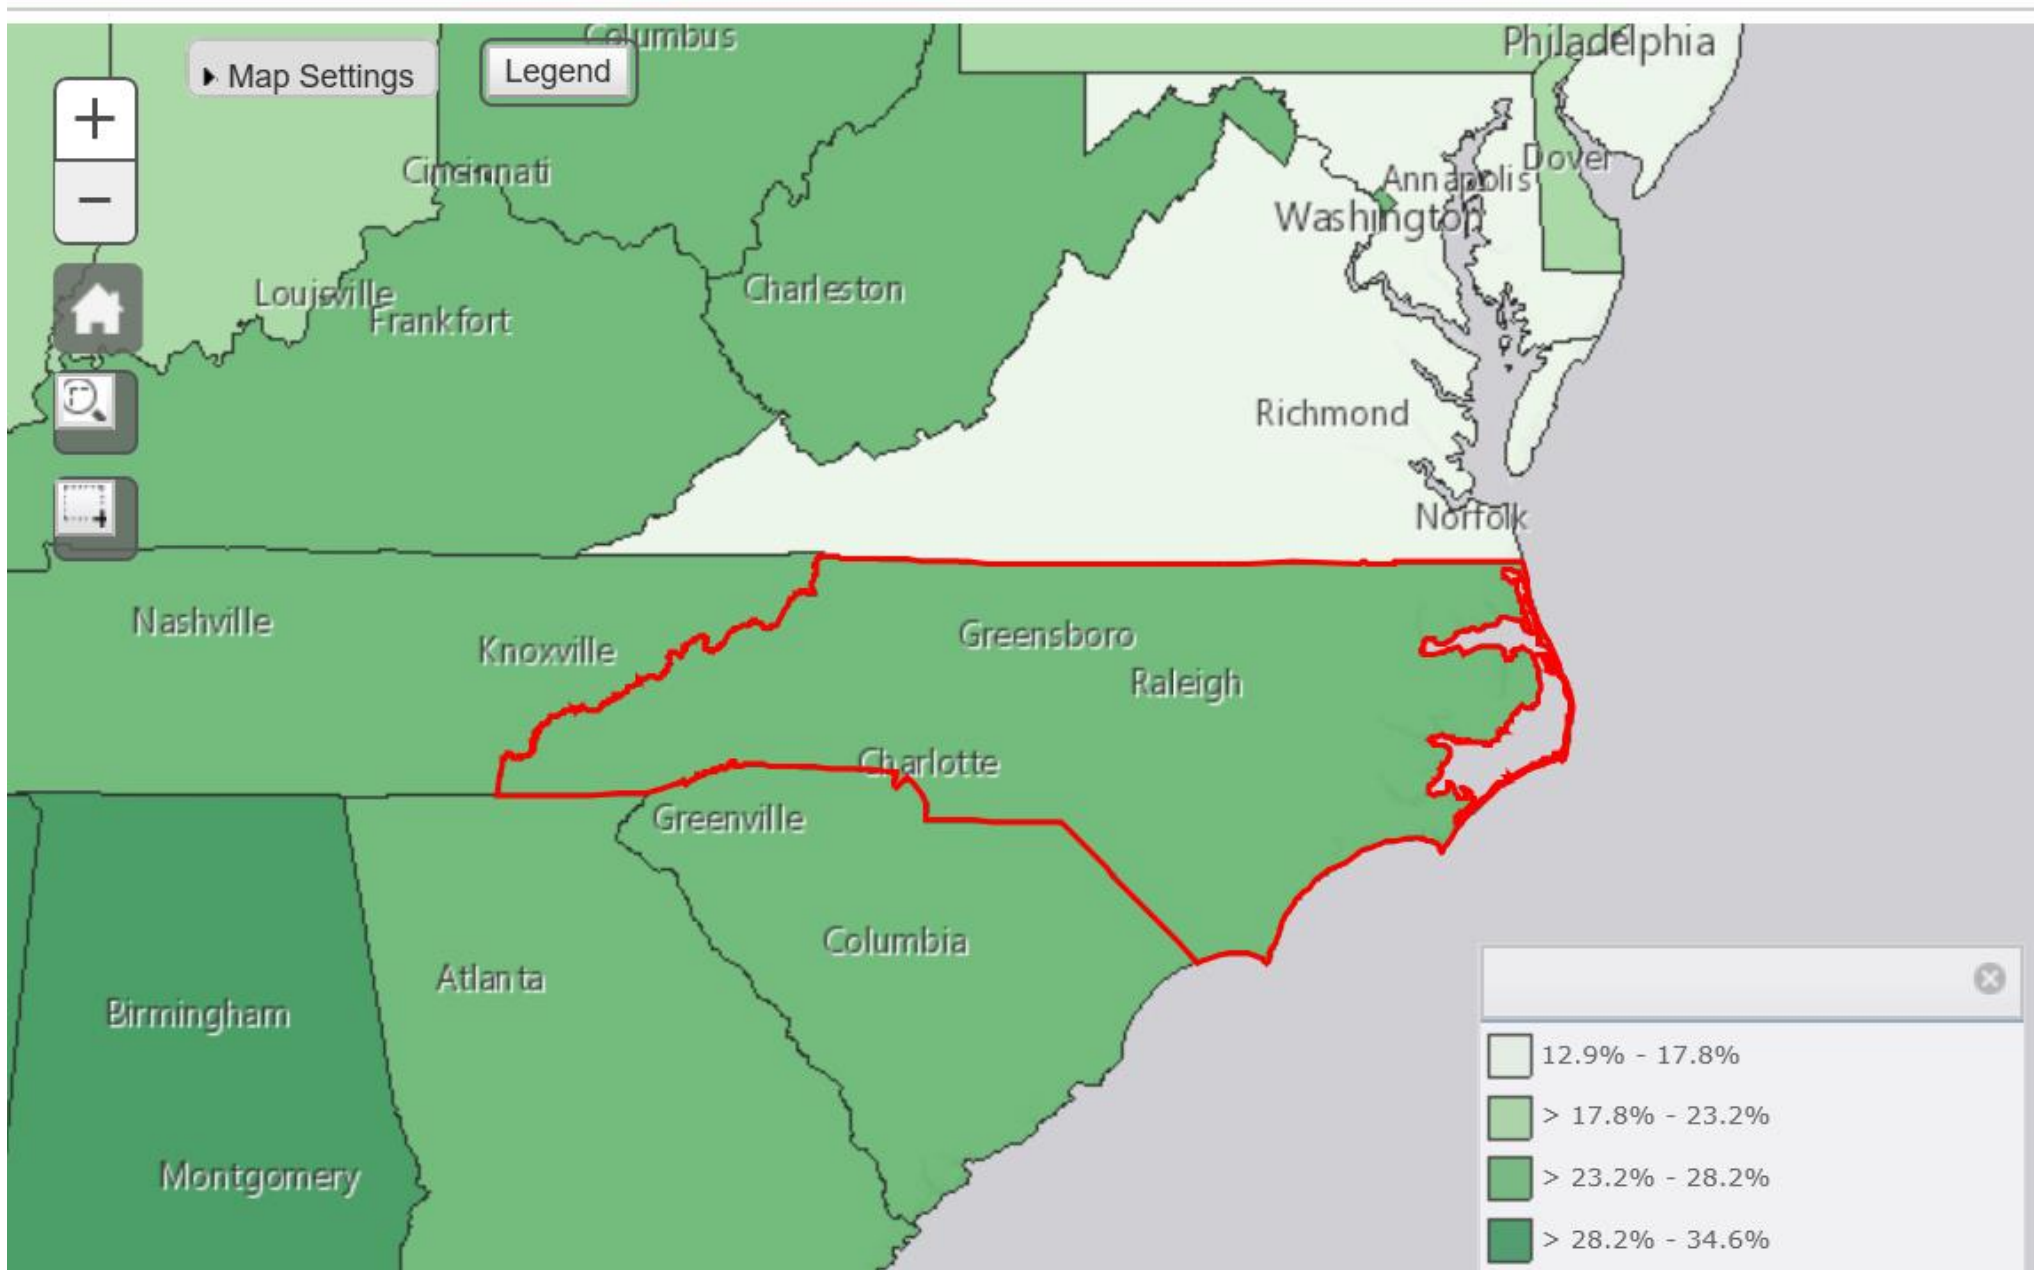 Columbus
Philadelphia
Map Settings
Legend
+
−
Cincinnati
Dover
Annapolis
Washington
Louisville
Charleston
Frankfort
Richmond
Norfolk
Nashville
Knoxville
Greensboro
Raleigh
Charlotte
Greenville
Columbia
Atlanta
Birmingham
12.9% - 17.8%
> 17.8% - 23.2%
Montgomery
> 23.2% - 28.2%
> 28.2% - 34.6%